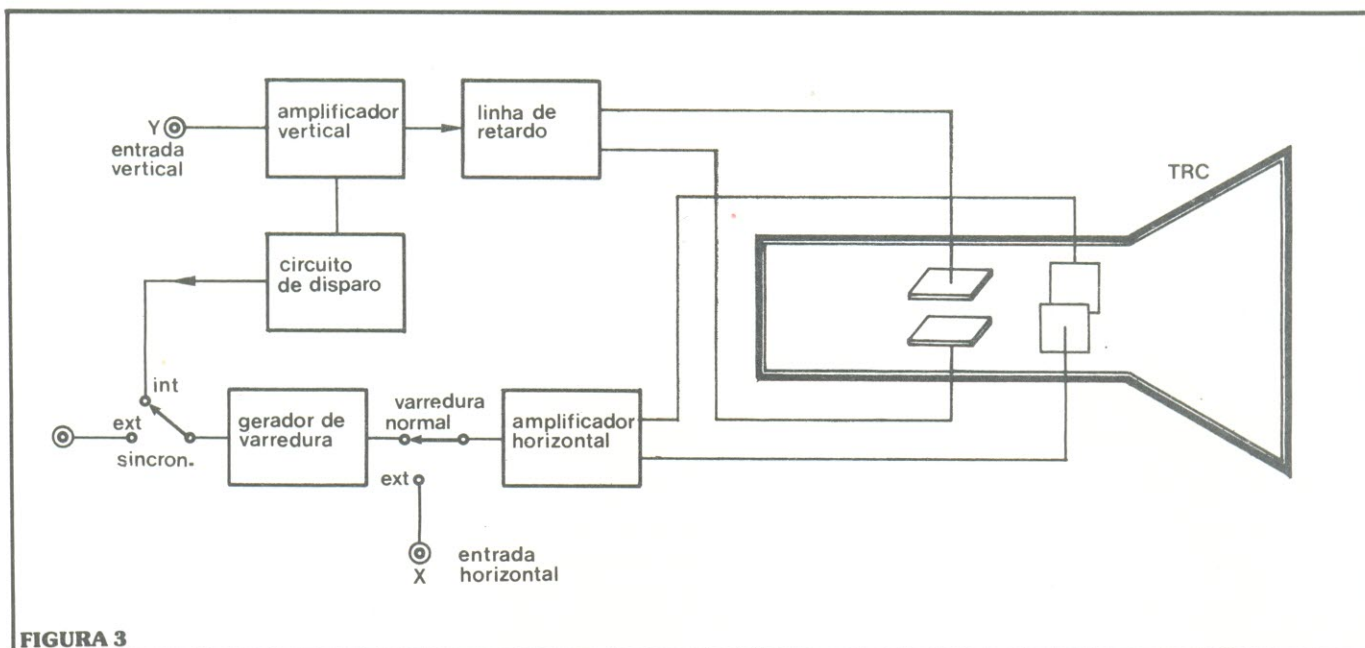 amplificador
vertical
linha de
retardo
Y
entrada
vertical
TRC
circuito
de disparo
int
ext
sincron.
gerador de
varredura
varredura
normal
ext
amplificador
horizontal
X
entrada
horizontal
FIGURA 3